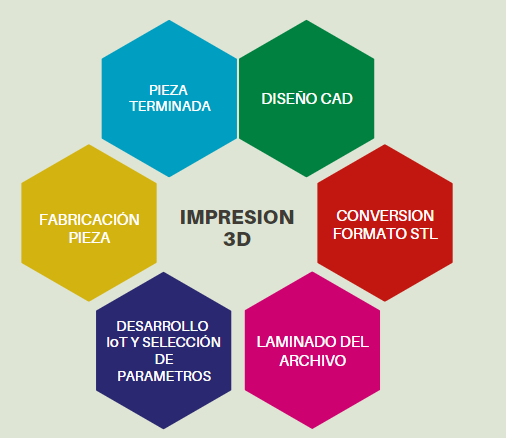 PIEZA
TERMINADA
DISEÑO CAD
FABRICACIÓN
PIEZA
IMPRESION
3D
CONVERSION
FORMATO STL
DESARROLLO
IoT Y SELECCIÓN
DE
PARAMETROS
LAMINADO DEL
ARCHIVO